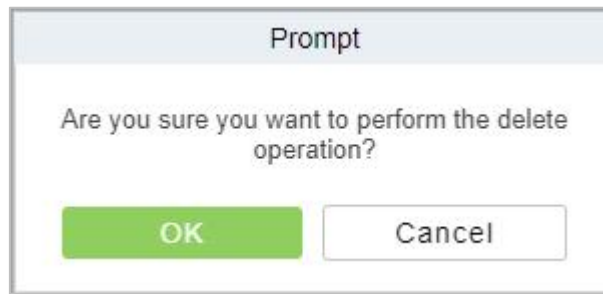 Prompt
Are you sure you want to perform the delete
operation?
OK
Cancel